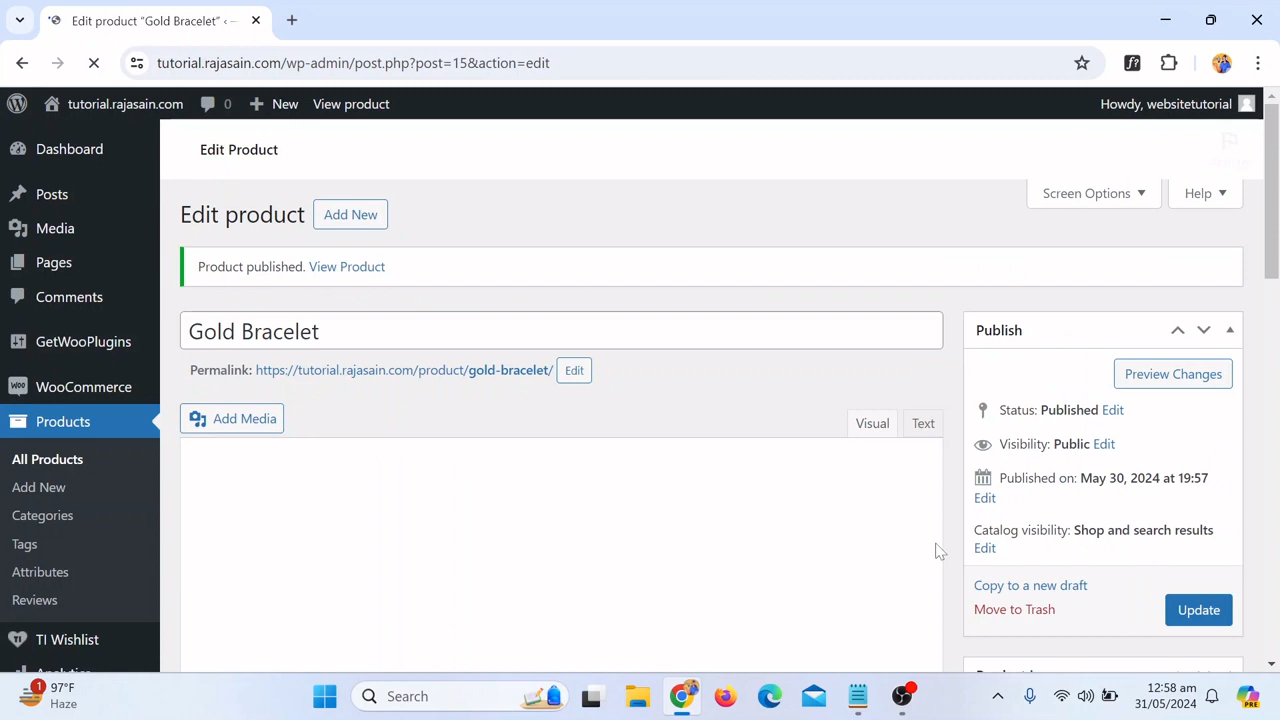 Edit product “Gold Bracelet” ‹ —
tutorial.rajasain.com/wp-admin/post.php?post=15&action=edit
tutorial.rajasain.com 0 New View product Howdy, websitetutorial
Dashboard
Posts
Media
Pages
Comments
GetWooPlugins
WooCommerce
Products
All Products
Add New
Categories
Tags
Attributes
Reviews
TI Wishlist
Edit Product
Screen Options Help
Edit product Add New
Product published. View Product
Gold Bracelet
Permalink: https://tutorial.rajasain.com/product/gold-bracelet/ Edit
Add Media Visual Text
Publish
Preview Changes
Status: Published Edit
Visibility: Public Edit
Published on: May 30, 2024 at 19:57
Edit
Catalog visibility: Shop and search results
Edit
Copy to a new draft
Move to Trash
Update
1
97°F
Haze
Search
12:58 am
31/05/2024
PRE